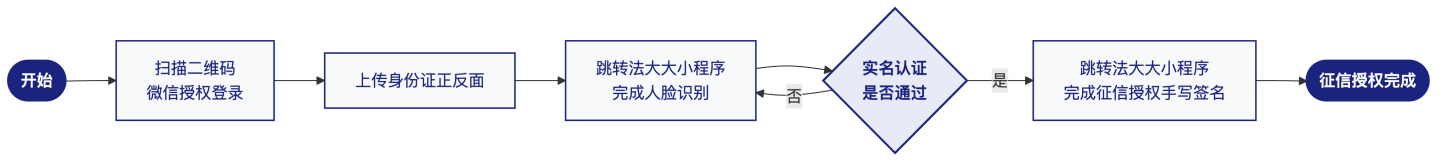 开始
扫描二维码
微信授权登录
上传身份证正反面
跳转法大大小程序
完成人脸识别
否
实名认证
是否通过
是
跳转法大大小程序
完成征信授权手写签名
征信授权完成